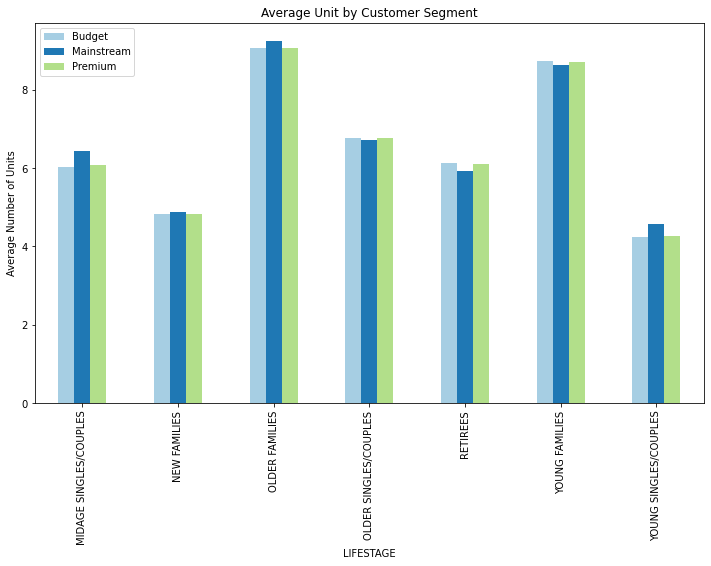 Average Unit by Customer Segment
Budget
Mainstream
Premium
Average Number of Units
8
6
4
2
0
MIDAGE SINGLES/COUPLES
NEW FAMILIES
OLDER FAMILIES
OLDER SINGLES/COUPLES
RETIREES
YOUNG FAMILIES
YOUNG SINGLES/COUPLES
LIFESTAGE